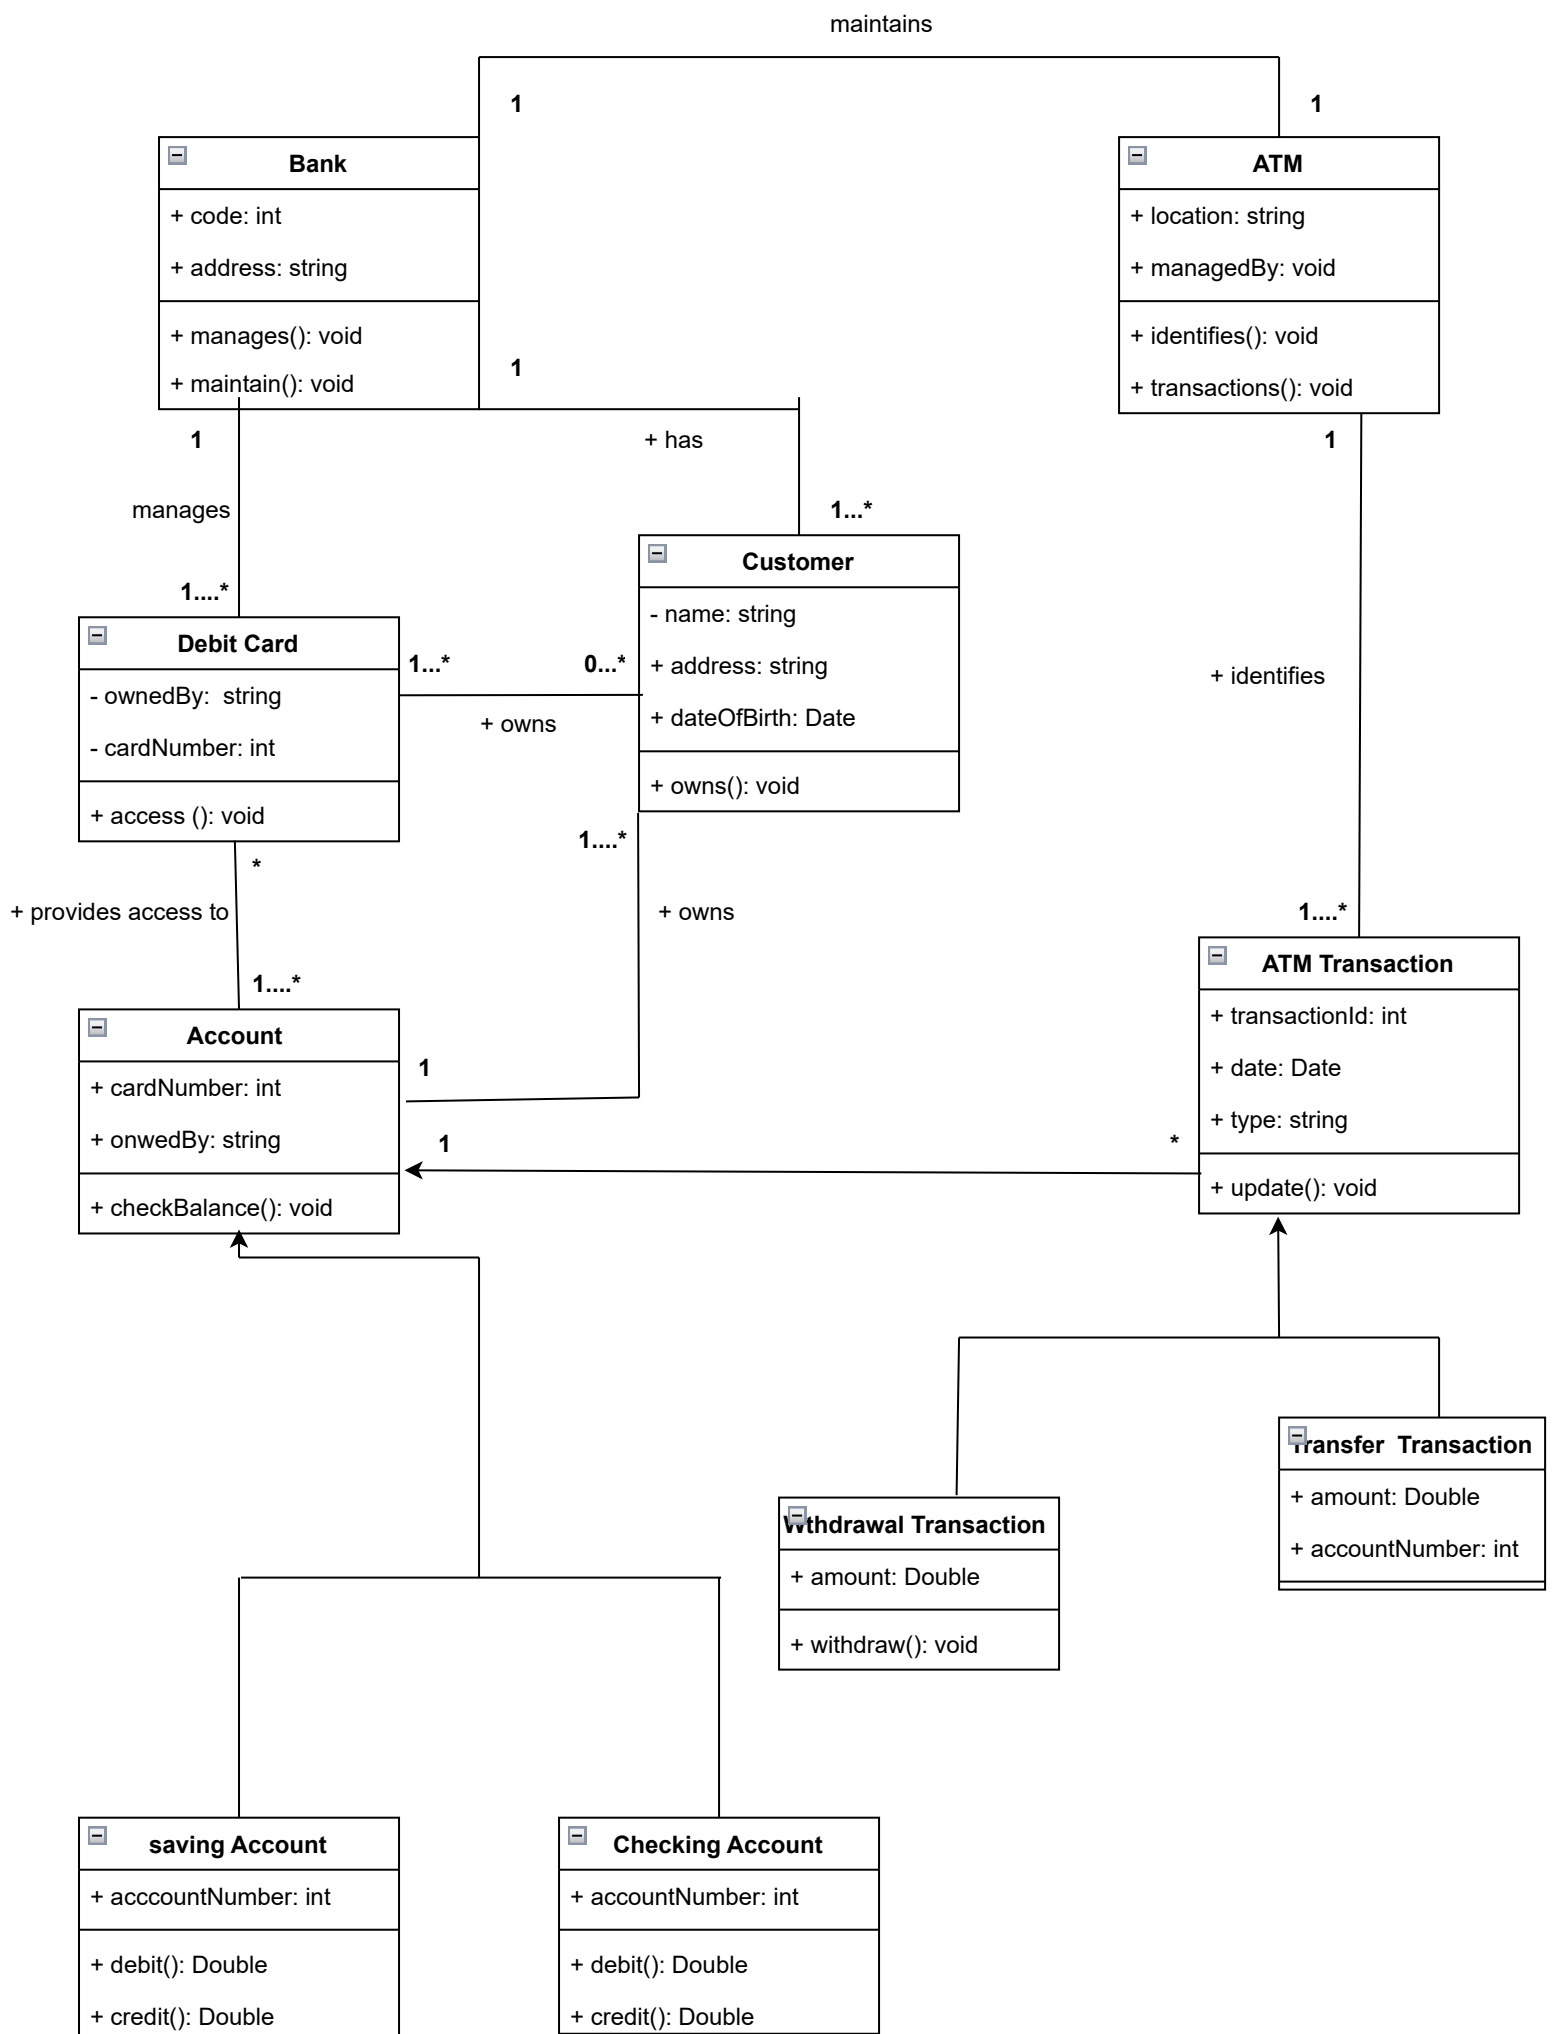 maintains
1
1
Bank
+ code: int
+ address: string
+ manages(): void
+ maintain(): void
ATM
+ location: string
+ managedBy: void
+ identifies(): void
+ transactions(): void
1
1
+ has
1
manages
1...*
1....*
Customer
- name: string
+ address: string
+ dateOfBirth: Date
+ owns(): void
Debit Card
- ownedBy:  string
- cardNumber: int
+ access (): void
1...*
0...*
+ owns
+ identifies
1....*
*
+ provides access to
+ owns
1....*
1....*
ATM Transaction
+ transactionId: int
+ date: Date
+ type: string
+ update(): void
Account
+ cardNumber: int
+ onwedBy: string
+ checkBalance(): void
1
1
*
Transfer  Transaction
+ amount: Double
+ accountNumber: int
Wthdrawal Transaction
+ amount: Double
+ withdraw(): void
saving Account
+ acccountNumber: int
+ debit(): Double
+ credit(): Double
Checking Account
+ accountNumber: int
+ debit(): Double
+ credit(): Double